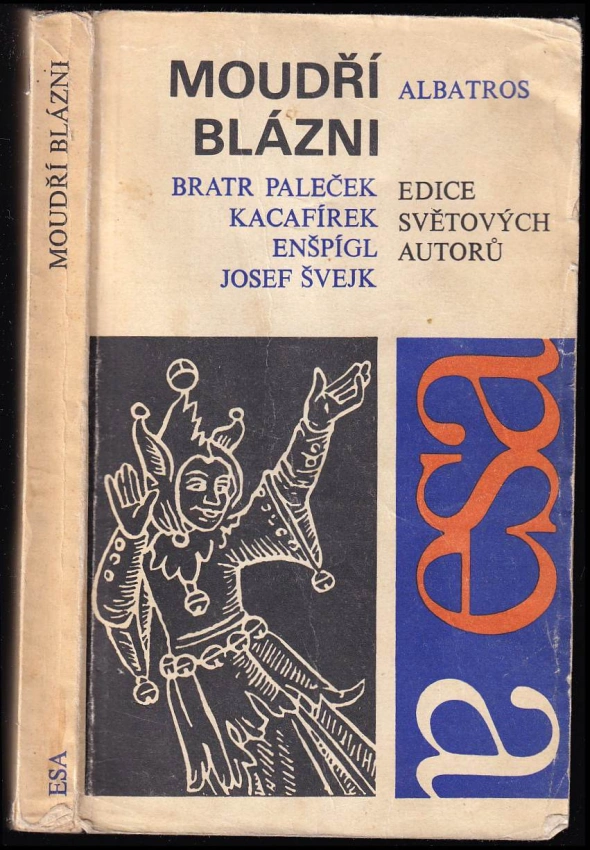 MOUDŘÍ BLÁZNI
ESA
MOUDŘÍ
BLÁZNI
BRATR PALEČEK
KACAFÍREK
ENŠPÍGL
JOSEF ŠVEJK
ALBATROS
EDICE
SVĚTOVÝCH
AUTORŮ
esa
a